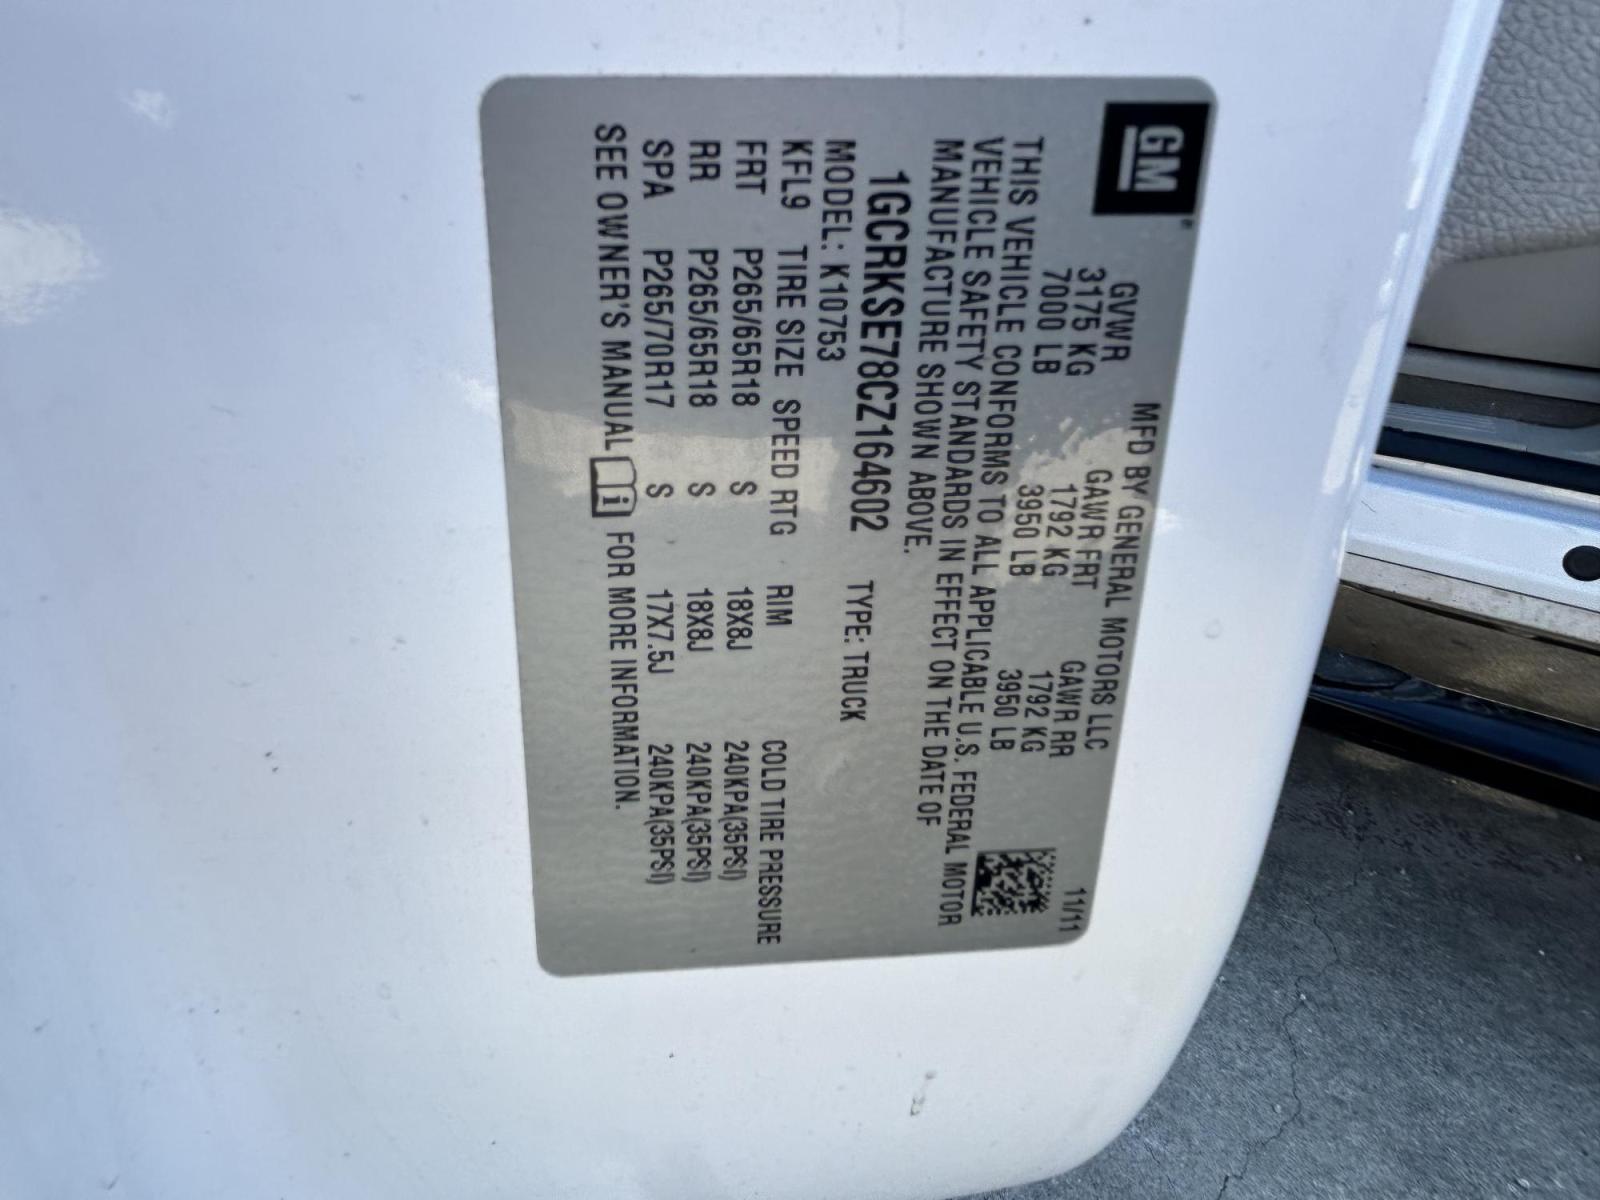 GM
MFD BY GENERAL MOTORS LLC 11/11
GVWR GAWR FRT GAWR RR
3175 KG 1792 KG 1792 KG
7000 LB 3950 LB 3950 LB
THIS VEHICLE CONFORMS TO ALL APPLICABLE U.S. FEDERAL MOTOR
VEHICLE SAFETY STANDARDS IN EFFECT ON THE DATE OF
MANUFACTURE SHOWN ABOVE.
1GCRKSE78CZ164602 TYPE: TRUCK
MODEL: K10753
KFL9 TIRE SIZE SPEED RTG RIM COLD TIRE PRESSURE
FRT P265/65R18 S 18X8J 240KPA(35PSI)
RR P265/65R18 S 18X8J 240KPA(35PSI)
SPA P265/70R17 S 17X7.5J 240KPA(35PSI)
SEE OWNER'S MANUAL i FOR MORE INFORMATION.